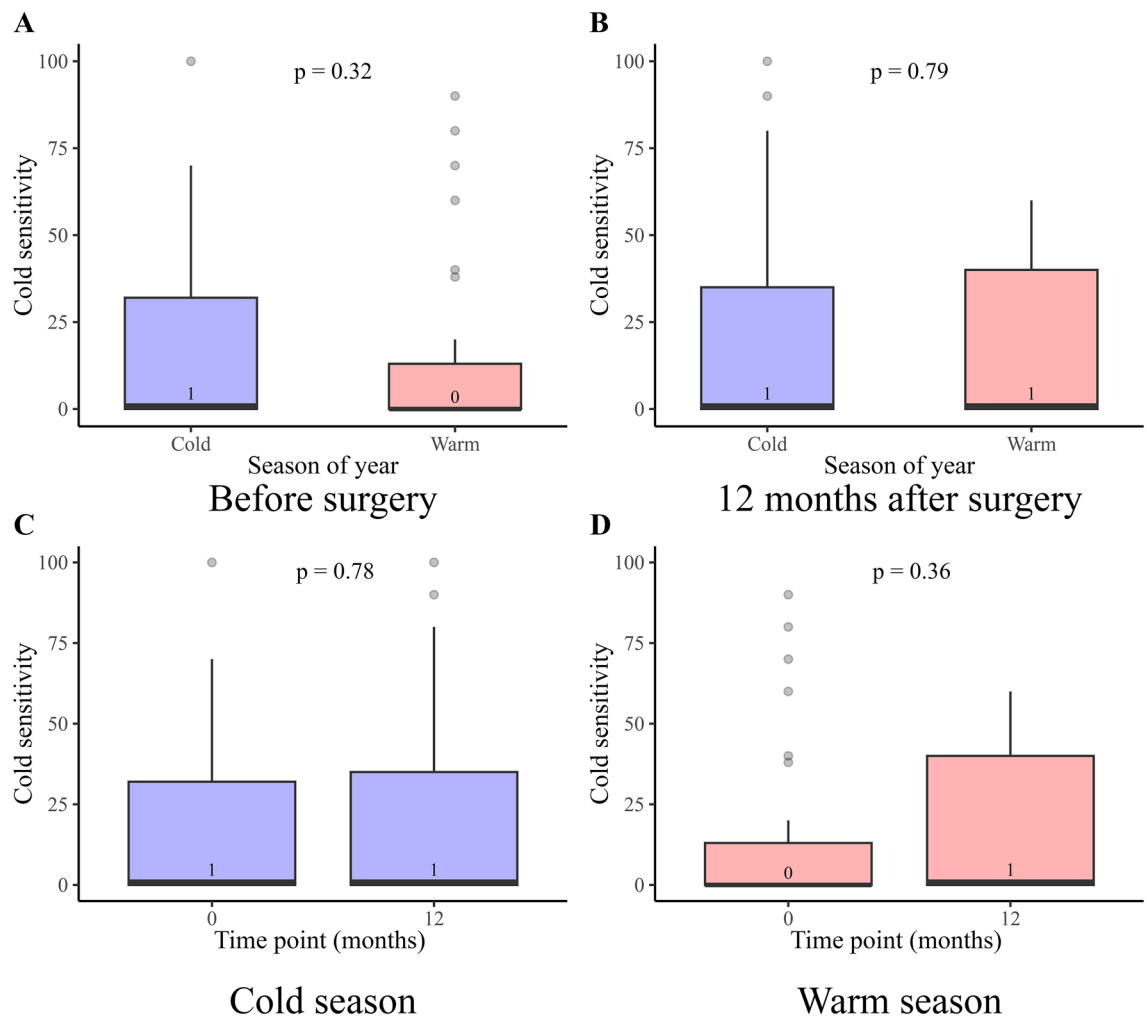 A
p = 0.32
100
75
50
25
0
Cold sensitivity
1
0
Cold
Warm
Season of year
Before surgery
B
p = 0.79
100
75
50
25
0
Cold sensitivity
1
1
Cold
Warm
Season of year
12 months after surgery
C
p = 0.78
100
75
50
25
0
Cold sensitivity
1
1
0
12
Time point (months)
Cold season
D
p = 0.36
100
75
50
25
0
Cold sensitivity
0
1
0
12
Time point (months)
Warm season